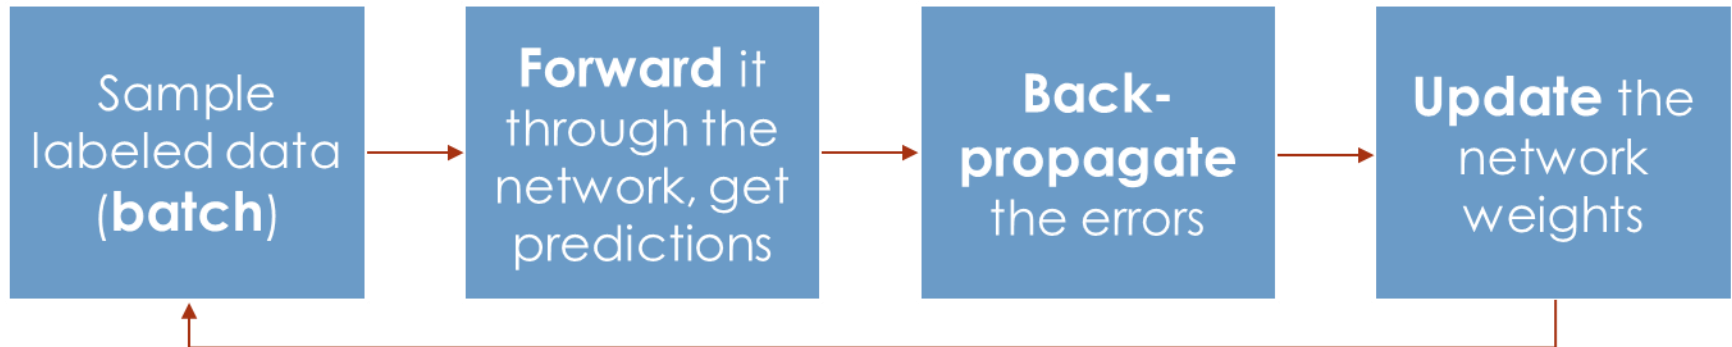 Sample
labeled data
(batch)
Forward it
through the
network, get
predictions
Back-
propagate
the errors
Update the
network
weights